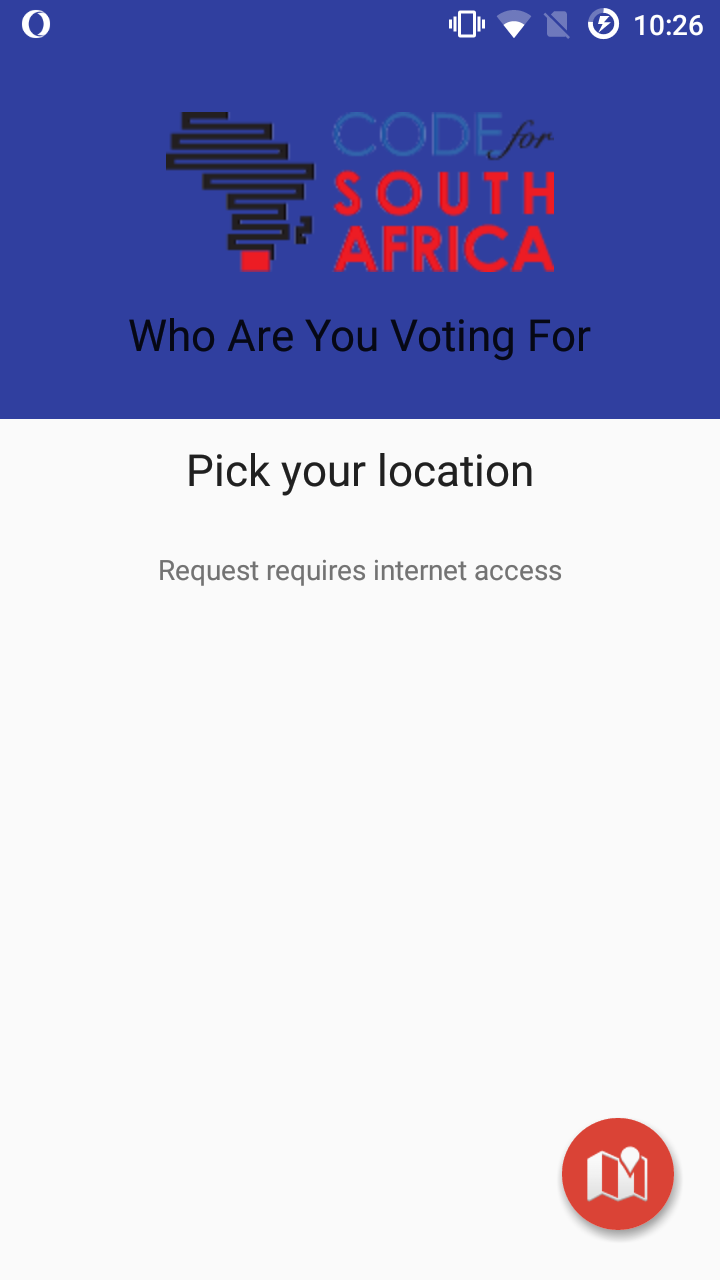 10:26
CODE for
SOUTH
AFRICA
Who Are You Voting For
Pick your location
Request requires internet access